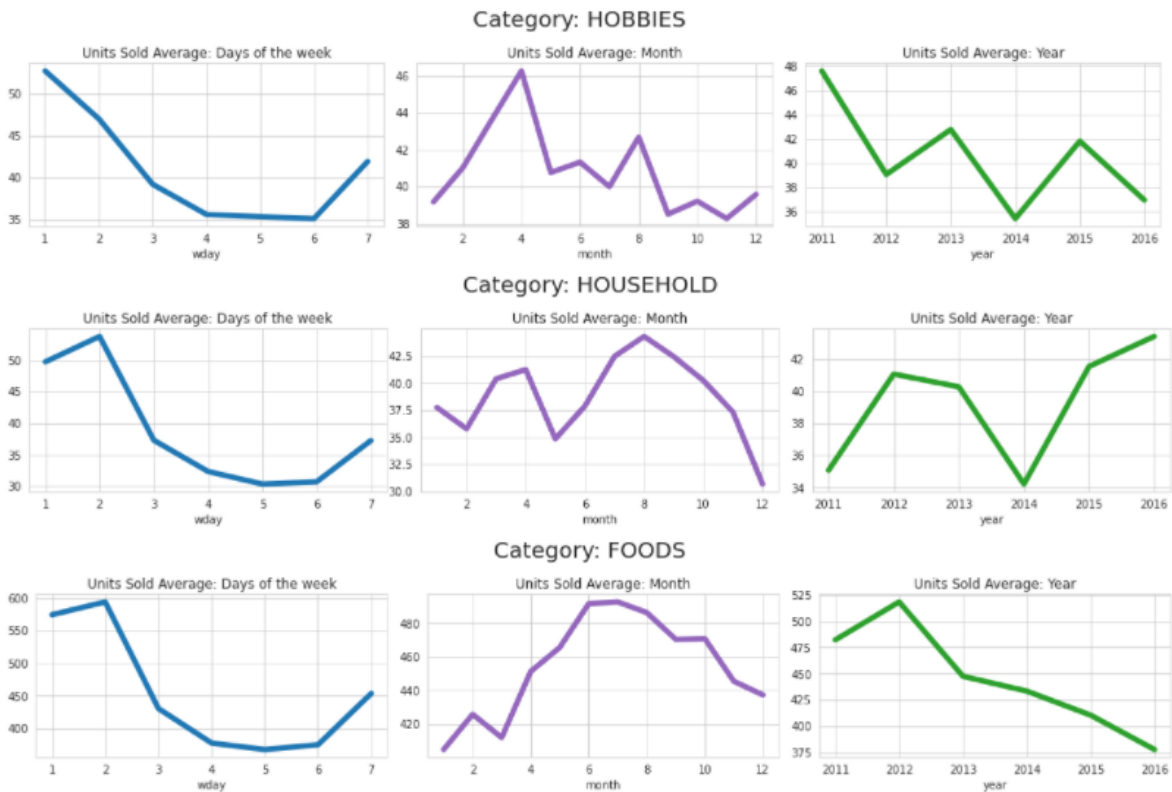 Category: HOBBIES
Units Sold Average: Days of the week
50
45
40
35
1 2 3 4 5 6 7
wday
Units Sold Average: Month
46
44
42
40
38
2 4 6 8 10 12
month
Units Sold Average: Year
48
46
44
42
40
38
36
2011 2012 2013 2014 2015 2016
year
Category: HOUSEHOLD
Units Sold Average: Days of the week
50
45
40
35
30
1 2 3 4 5 6 7
wday
Units Sold Average: Month
42.5
40.0
37.5
35.0
32.5
30.0
2 4 6 8 10 12
month
Units Sold Average: Year
42
40
38
36
34
2011 2012 2013 2014 2015 2016
year
Category: FOODS
Units Sold Average: Days of the week
600
550
500
450
400
1 2 3 4 5 6 7
wday
Units Sold Average: Month
480
460
440
420
2 4 6 8 10 12
month
Units Sold Average: Year
525
500
475
450
425
400
375
2011 2012 2013 2014 2015 2016
year